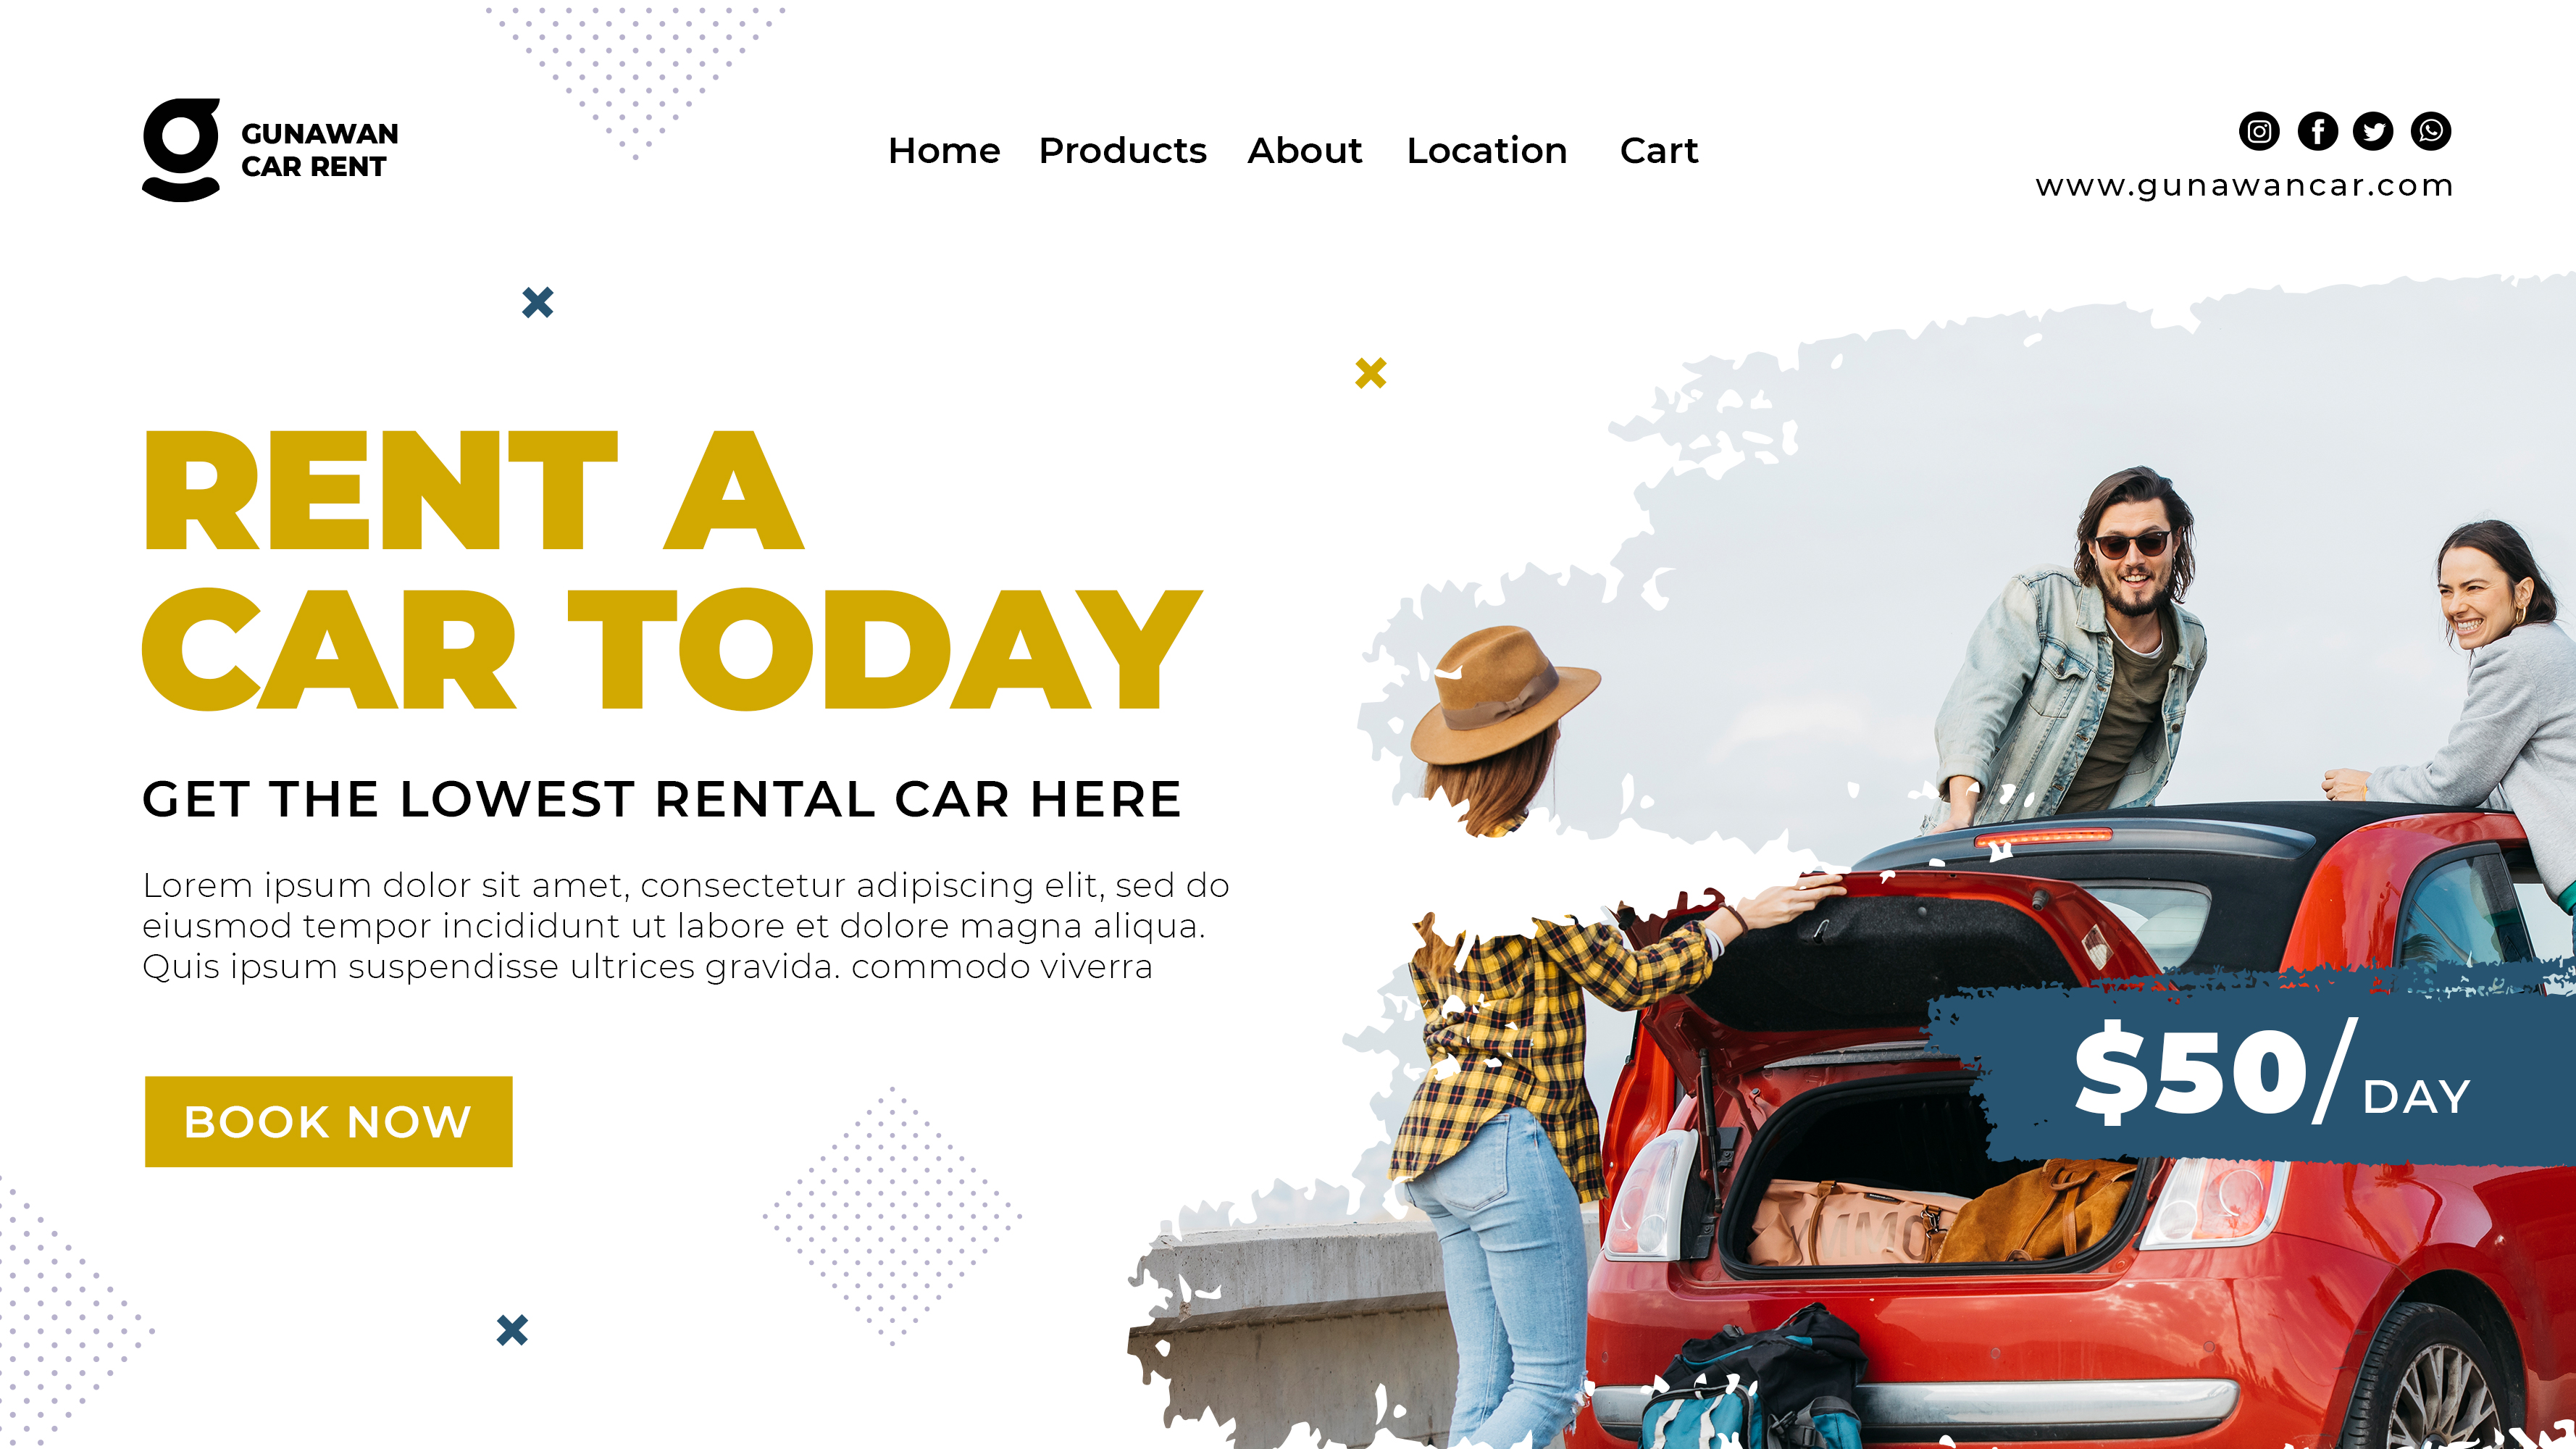 GUNAWAN
CAR RENT
Home Products About Location Cart
www.gunawancar.com
RENT A
CAR TODAY
GET THE LOWEST RENTAL CAR HERE
Lorem ipsum dolor sit amet, consectetur adipiscing elit, sed do
eiusmod tempor incididunt ut labore et dolore magna aliqua.
Quis ipsum suspendisse ultrices gravida. commodo viverra
BOOK NOW
$50/DAY